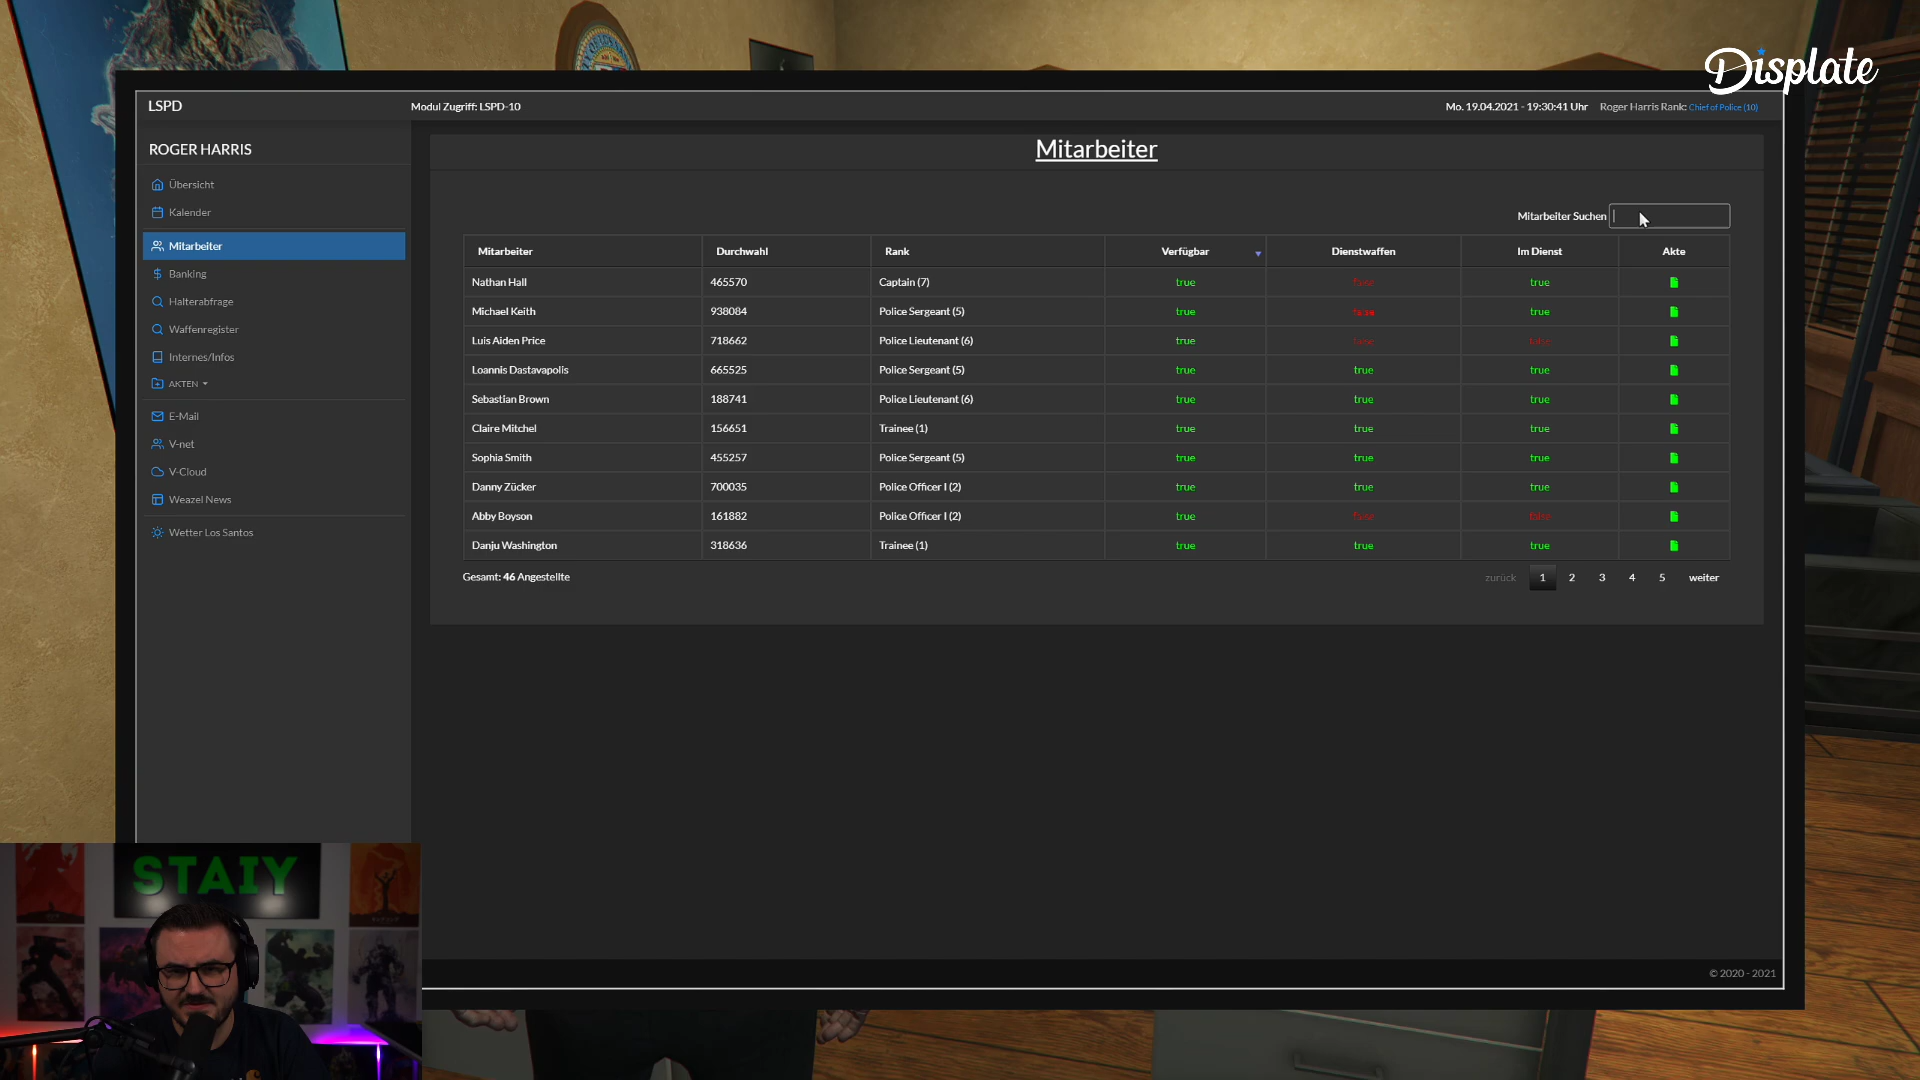 Displate
LSPD
Modul Zugriff: LSPD-10
Mo. 19.04.2021 - 19:30:41 Uhr Roger Harris Rank: Chief of Police (10)
ROGER HARRIS
Übersicht
Kalender
Mitarbeiter
Banking
Halterabfrage
Waffenregister
Internes/Infos
AKTEN
E-Mail
V-net
V-Cloud
Weazel News
Wetter Los Santos
Mitarbeiter
Mitarbeiter Suchen
Mitarbeiter Durchwahl Rank Verfügbar Dienstwaffen Im Dienst Akte
Nathan Hall 465570 Captain (7) true false true
Michael Keith 938084 Police Sergeant (5) true false true
Luis Aiden Price 718662 Police Lieutenant (6) true false false
Loannis Dastavapolis 665525 Police Sergeant (5) true true true
Sebastian Brown 188741 Police Lieutenant (6) true true true
Claire Mitchel 156651 Trainee (1) true true true
Sophia Smith 455257 Police Sergeant (5) true true true
Danny Zücker 700035 Police Officer I (2) true true true
Abby Boyson 161882 Police Officer I (2) true false false
Danju Washington 318636 Trainee (1) true true true
Gesamt: 46 Angestellte
zurück 1 2 3 4 5 weiter
© 2020 - 2021
STAIY